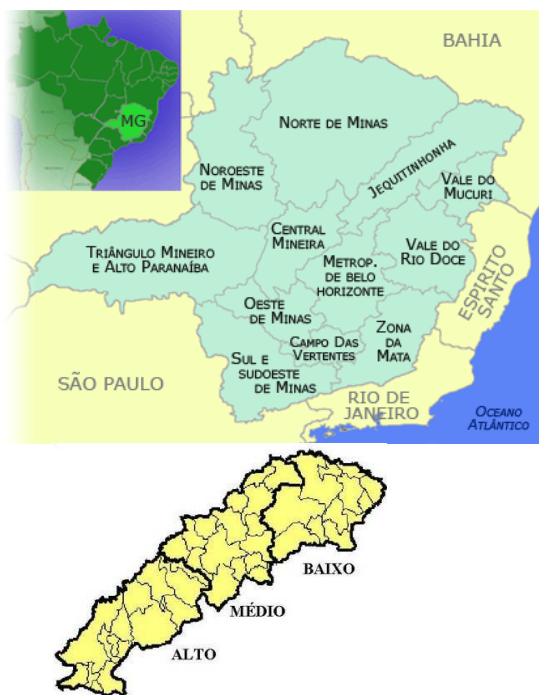 BAHIA
MG
NORTE DE MINAS
JEQUITINHONHA
NOROESTE
DE MINAS
VALE DO
MUCURI
CENTRAL
MINEIRA
TRIÂNGULO MINEIRO
E ALTO PARANAÍBA
VALE DO
RIO DOCE
METROP.
DE BELO
HORIZONTE
ESPIRITO
SANTO
OESTE
DE MINAS
CAMPO DAS
VERTENTES
ZONA
DA
MATA
SUL E
SUDOESTE
DE MINAS
SÃO PAULO
RIO DE
JANEIRO
OCEANO
ATLÂNTICO
BAIXO
MÉDIO
ALTO